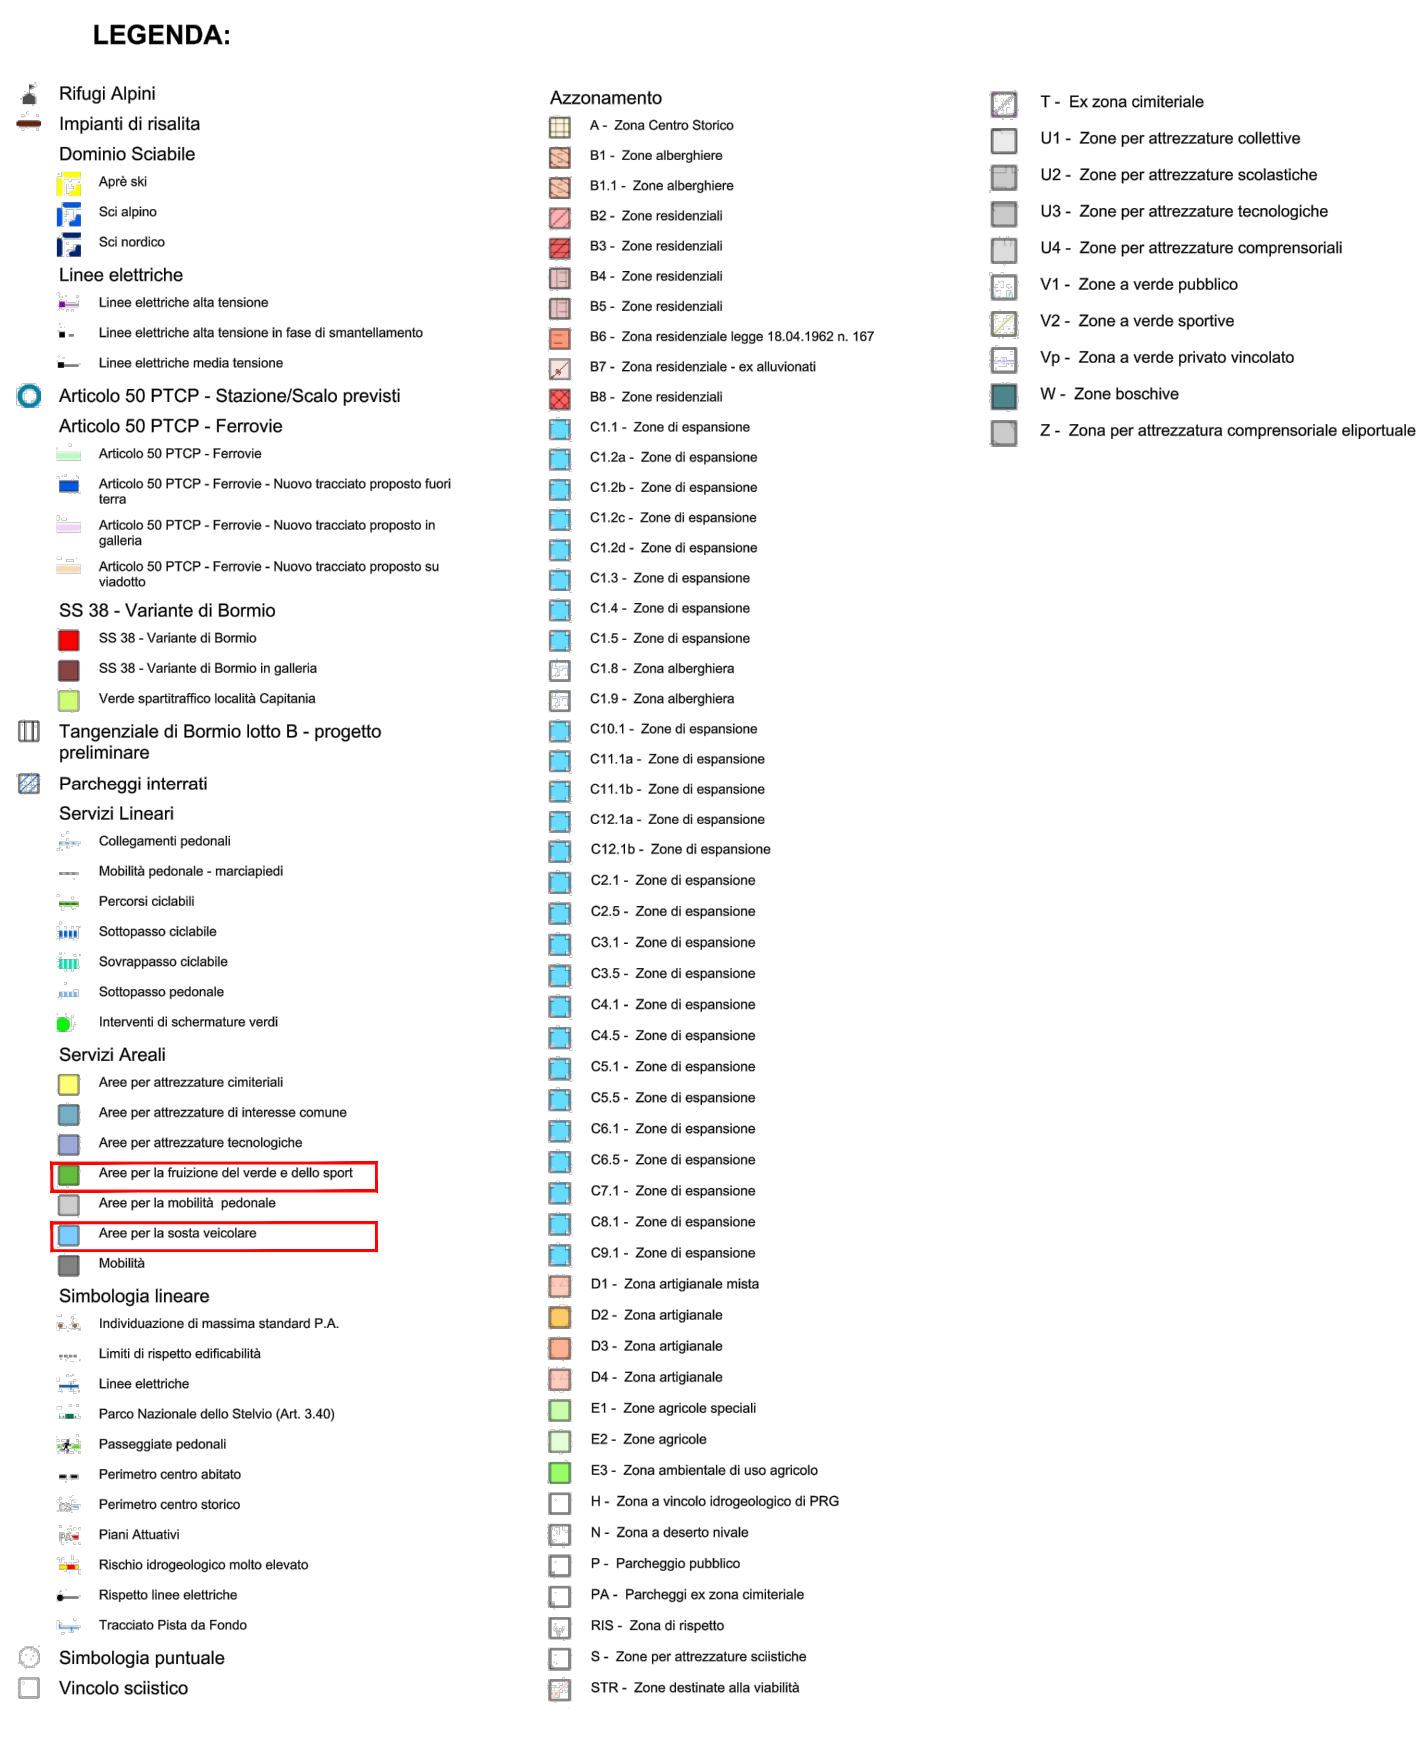 LEGENDA:
Rifugi Alpini
Impianti di risalita
Dominio Sciabile
Aprè ski
Sci alpino
Sci nordico
Linee elettriche
Linee elettriche alta tensione
Linee elettriche alta tensione in fase di smantellamento
Linee elettriche media tensione
Articolo 50 PTCP - Stazione/Scalo previsti
Articolo 50 PTCP - Ferrovie
Articolo 50 PTCP - Ferrovie
Articolo 50 PTCP - Ferrovie - Nuovo tracciato proposto fuori
terra
Articolo 50 PTCP - Ferrovie - Nuovo tracciato proposto in
galleria
Articolo 50 PTCP - Ferrovie - Nuovo tracciato proposto su
viadotto
SS 38 - Variante di Bormio
SS 38 - Variante di Bormio
SS 38 - Variante di Bormio in galleria
Verde spartitraffico località Capitania
Tangenziale di Bormio lotto B - progetto
preliminare
Parcheggi interrati
Servizi Lineari
Collegamenti pedonali
Mobilità pedonale - marciapiedi
Percorsi ciclabili
Sottopasso ciclabile
Sovrappasso ciclabile
Sottopasso pedonale
Interventi di schermature verdi
Servizi Areali
Aree per attrezzature cimiteriali
Aree per attrezzature di interesse comune
Aree per attrezzature tecnologiche
Aree per la fruizione del verde e dello sport
Aree per la mobilità pedonale
Aree per la sosta veicolare
Mobilità
Simbologia lineare
Individuazione di massima standard P.A.
Limiti di rispetto edificabilità
Linee elettriche
Parco Nazionale dello Stelvio (Art. 3.40)
Passeggiate pedonali
Perimetro centro abitato
Perimetro centro storico
PA Piani Attuativi
Rischio idrogeologico molto elevato
Rispetto linee elettriche
Tracciato Pista da Fondo
Simbologia puntuale
Vincolo sciistico
Azzonamento
A - Zona Centro Storico
B1 - Zone alberghiere
B1.1 - Zone alberghiere
B2 - Zone residenziali
B3 - Zone residenziali
B4 - Zone residenziali
B5 - Zone residenziali
B6 - Zona residenziale legge 18.04.1962 n. 167
B7 - Zona residenziale - ex alluvionati
B8 - Zone residenziali
C1.1 - Zone di espansione
C1.2a - Zone di espansione
C1.2b - Zone di espansione
C1.2c - Zone di espansione
C1.2d - Zone di espansione
C1.3 - Zone di espansione
C1.4 - Zone di espansione
C1.5 - Zone di espansione
C1.8 - Zona alberghiera
C1.9 - Zona alberghiera
C10.1 - Zone di espansione
C11.1a - Zone di espansione
C11.1b - Zone di espansione
C12.1a - Zone di espansione
C12.1b - Zone di espansione
C2.1 - Zone di espansione
C2.5 - Zone di espansione
C3.1 - Zone di espansione
C3.5 - Zone di espansione
C4.1 - Zone di espansione
C4.5 - Zone di espansione
C5.1 - Zone di espansione
C5.5 - Zone di espansione
C6.1 - Zone di espansione
C6.5 - Zone di espansione
C7.1 - Zone di espansione
C8.1 - Zone di espansione
C9.1 - Zone di espansione
D1 - Zona artigianale mista
D2 - Zona artigianale
D3 - Zona artigianale
D4 - Zona artigianale
E1 - Zone agricole speciali
E2 - Zone agricole
E3 - Zona ambientale di uso agricolo
H - Zona a vincolo idrogeologico di PRG
N - Zona a deserto nivale
P - Parcheggio pubblico
PA - Parcheggi ex zona cimiteriale
RIS - Zona di rispetto
S - Zone per attrezzature sciistiche
STR - Zone destinate alla viabilità
T - Ex zona cimiteriale
U1 - Zone per attrezzature collettive
U2 - Zone per attrezzature scolastiche
U3 - Zone per attrezzature tecnologiche
U4 - Zone per attrezzature comprensoriali
V1 - Zone a verde pubblico
V2 - Zone a verde sportive
Vp - Zona a verde privato vincolato
W - Zone boschive
Z - Zona per attrezzatura comprensoriale eliportuale